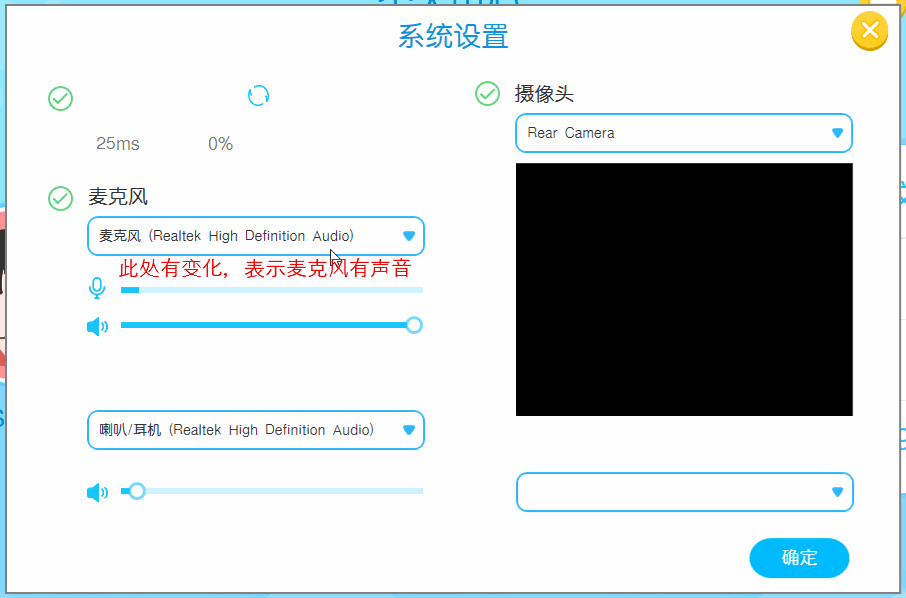 系统设置
25ms 0%
麦克风
麦克风 (Realtek High Definition Audio)
此处有变化，表示麦克风有声音
喇叭/耳机 (Realtek High Definition Audio)
摄像头
Rear Camera
确定